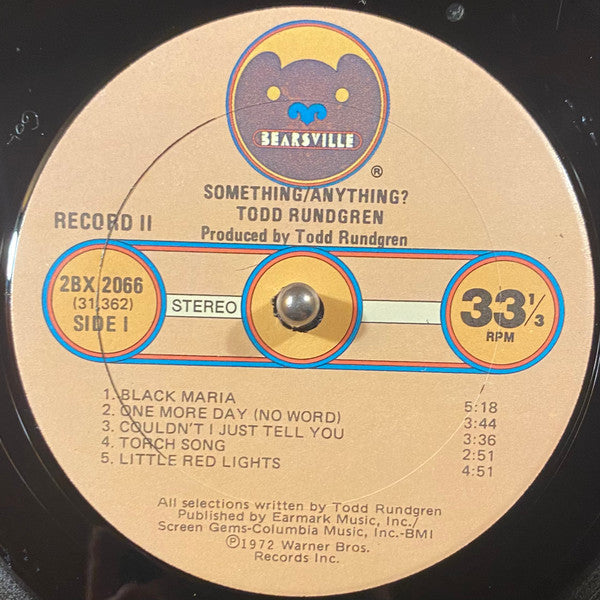 BEARSVILLE
®
SOMETHING/ANYTHING?
TODD RUNDGREN
Produced by Todd Rundgren
RECORD II
2BX 2066
(31,362)
SIDE I
STEREO
33 1/3
RPM
1. BLACK MARIA 5:18
2. ONE MORE DAY (NO WORD) 3:44
3. COULDN'T I JUST TELL YOU 3:36
4. TORCH SONG 2:51
5. LITTLE RED LIGHTS 4:51
All selections written by Todd Rundgren
Published by Earmark Music, Inc./
Screen Gems-Columbia Music, Inc.-BMI
Ⓟ1972 Warner Bros.
Records Inc.